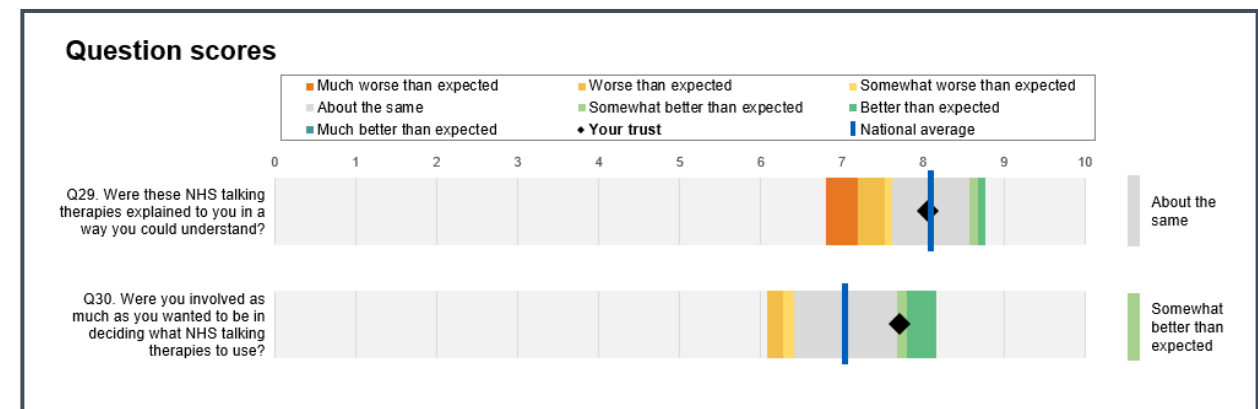 Question scores
Much worse than expected
Worse than expected
Somewhat worse than expected
About the same
Somewhat better than expected
Better than expected
Much better than expected
Your trust
National average
0 1 2 3 4 5 6 7 8 9 10
Q29. Were these NHS talking
therapies explained to you in a
way you could understand?
About the
same
Q30. Were you involved as
much as you wanted to be in
deciding what NHS talking
therapies to use?
Somewhat
better than
expected